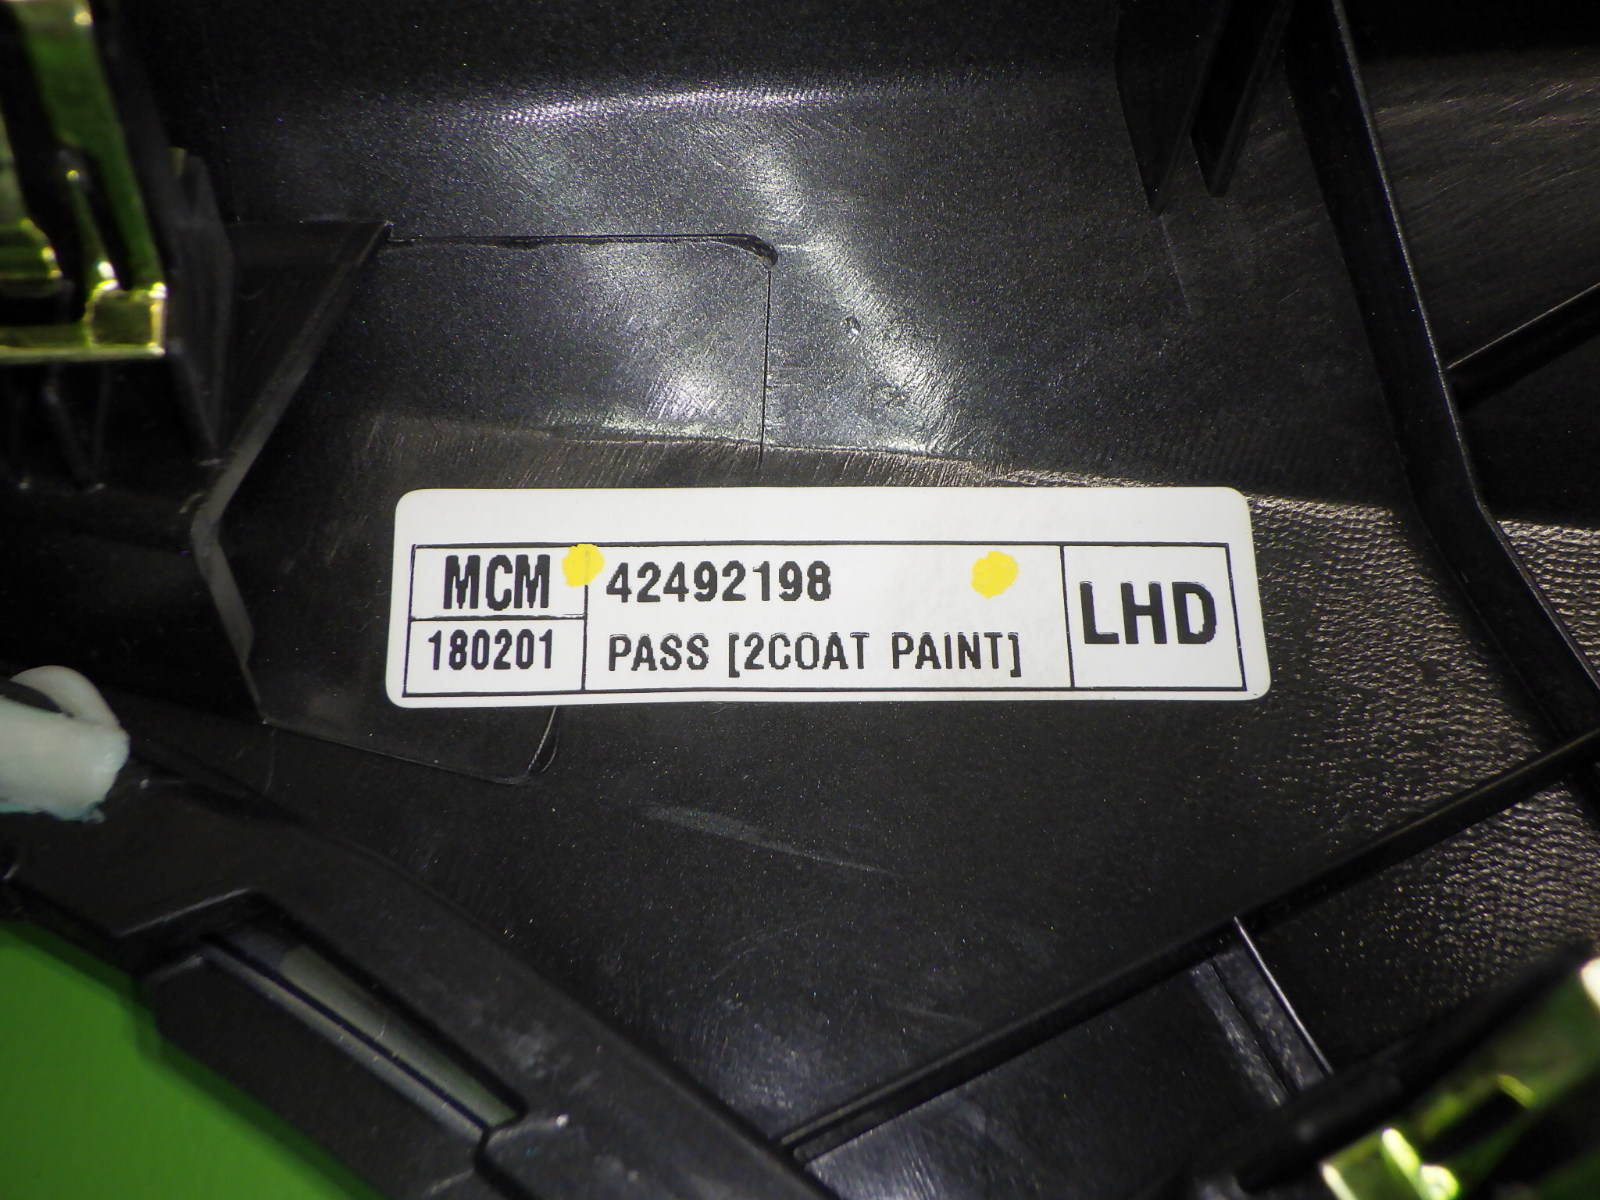 MCM
180201
42492198
PASS [2COAT PAINT]
LHD